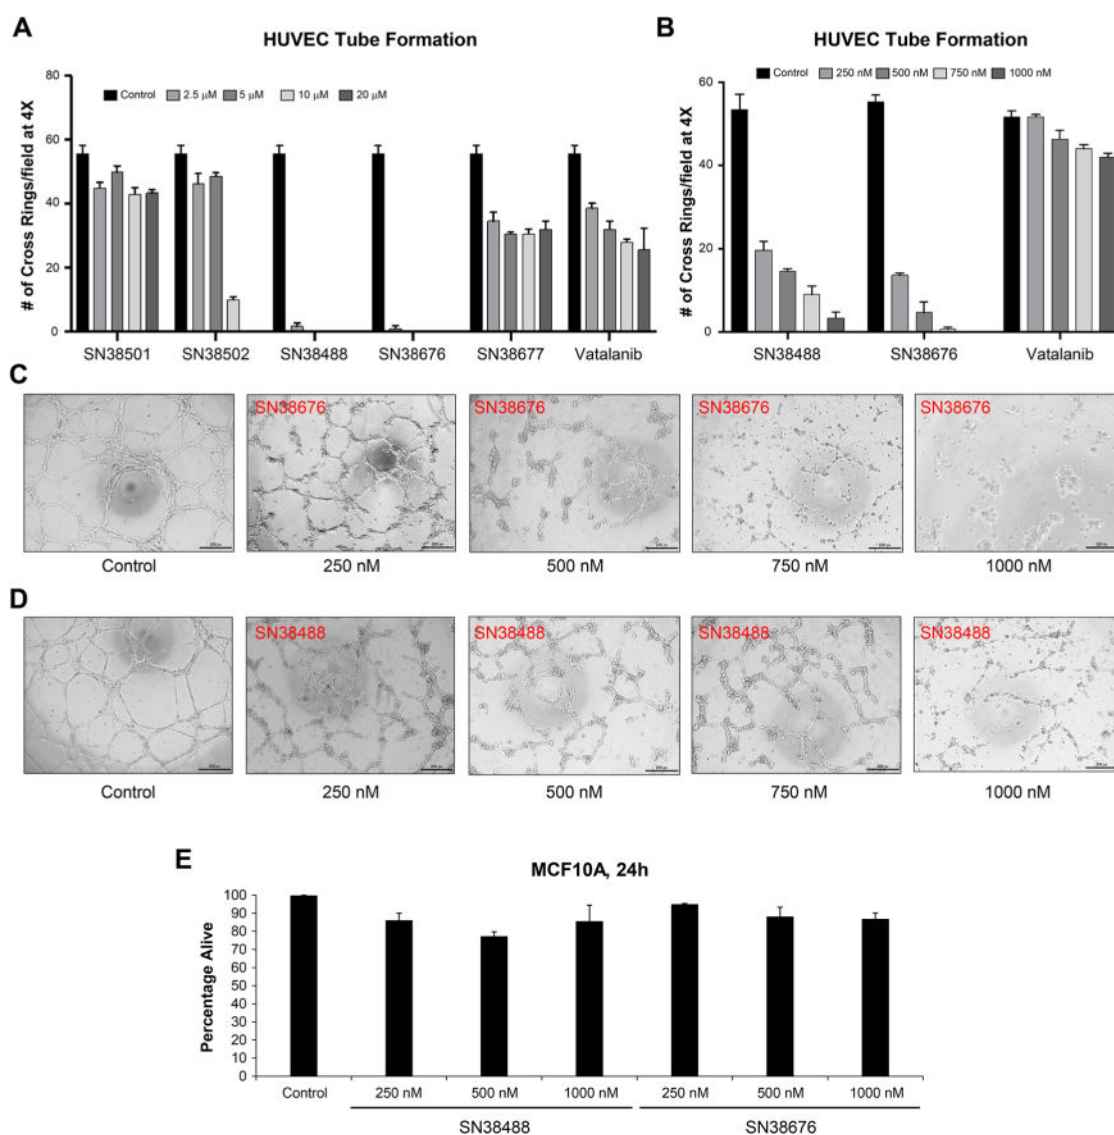 A
HUVEC Tube Formation
# of Cross Rings/field at 4X
80
60
40
20
0
Control 2.5 µM 5 µM 10 µM 20 µM
SN38501 SN38502 SN38488 SN38676 SN38677 Vatalanib
B
HUVEC Tube Formation
# of Cross Rings/field at 4X
Control 250 nM 500 nM 750 nM 1000 nM
60
40
20
0
SN38488 SN38676 Vatalanib
C
SN38676 SN38676 SN38676 SN38676
Control 250 nM 500 nM 750 nM 1000 nM
D
SN38488 SN38488 SN38488 SN38488
Control 250 nM 500 nM 750 nM 1000 nM
E
MCF10A, 24h
Percentage Alive
100
90
80
70
60
50
40
30
20
10
0
Control 250 nM 500 nM 1000 nM 250 nM 500 nM 1000 nM
SN38488 SN38676